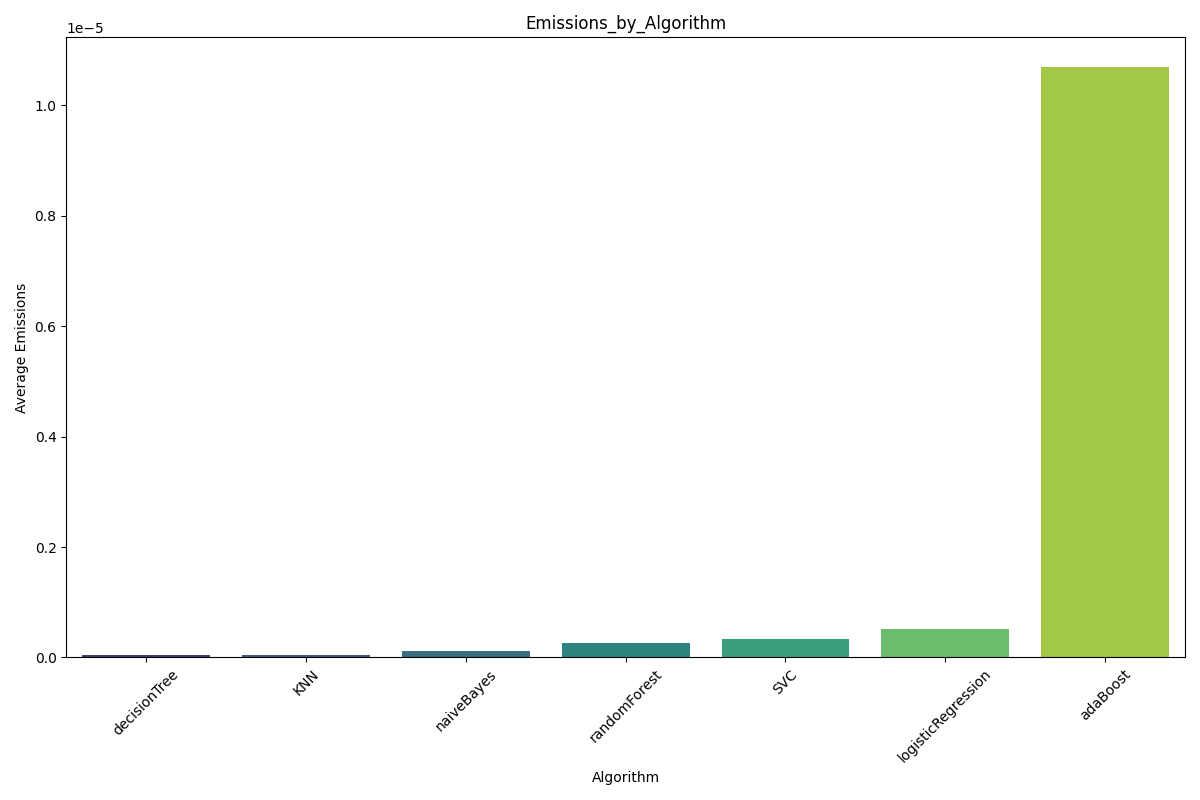 Emissions_by_Algorithm
1e−5
1.0
0.8
0.6
0.4
0.2
0.0
Average Emissions
decisionTree
KNN
naiveBayes
randomForest
SVC
logisticRegression
adaBoost
Algorithm